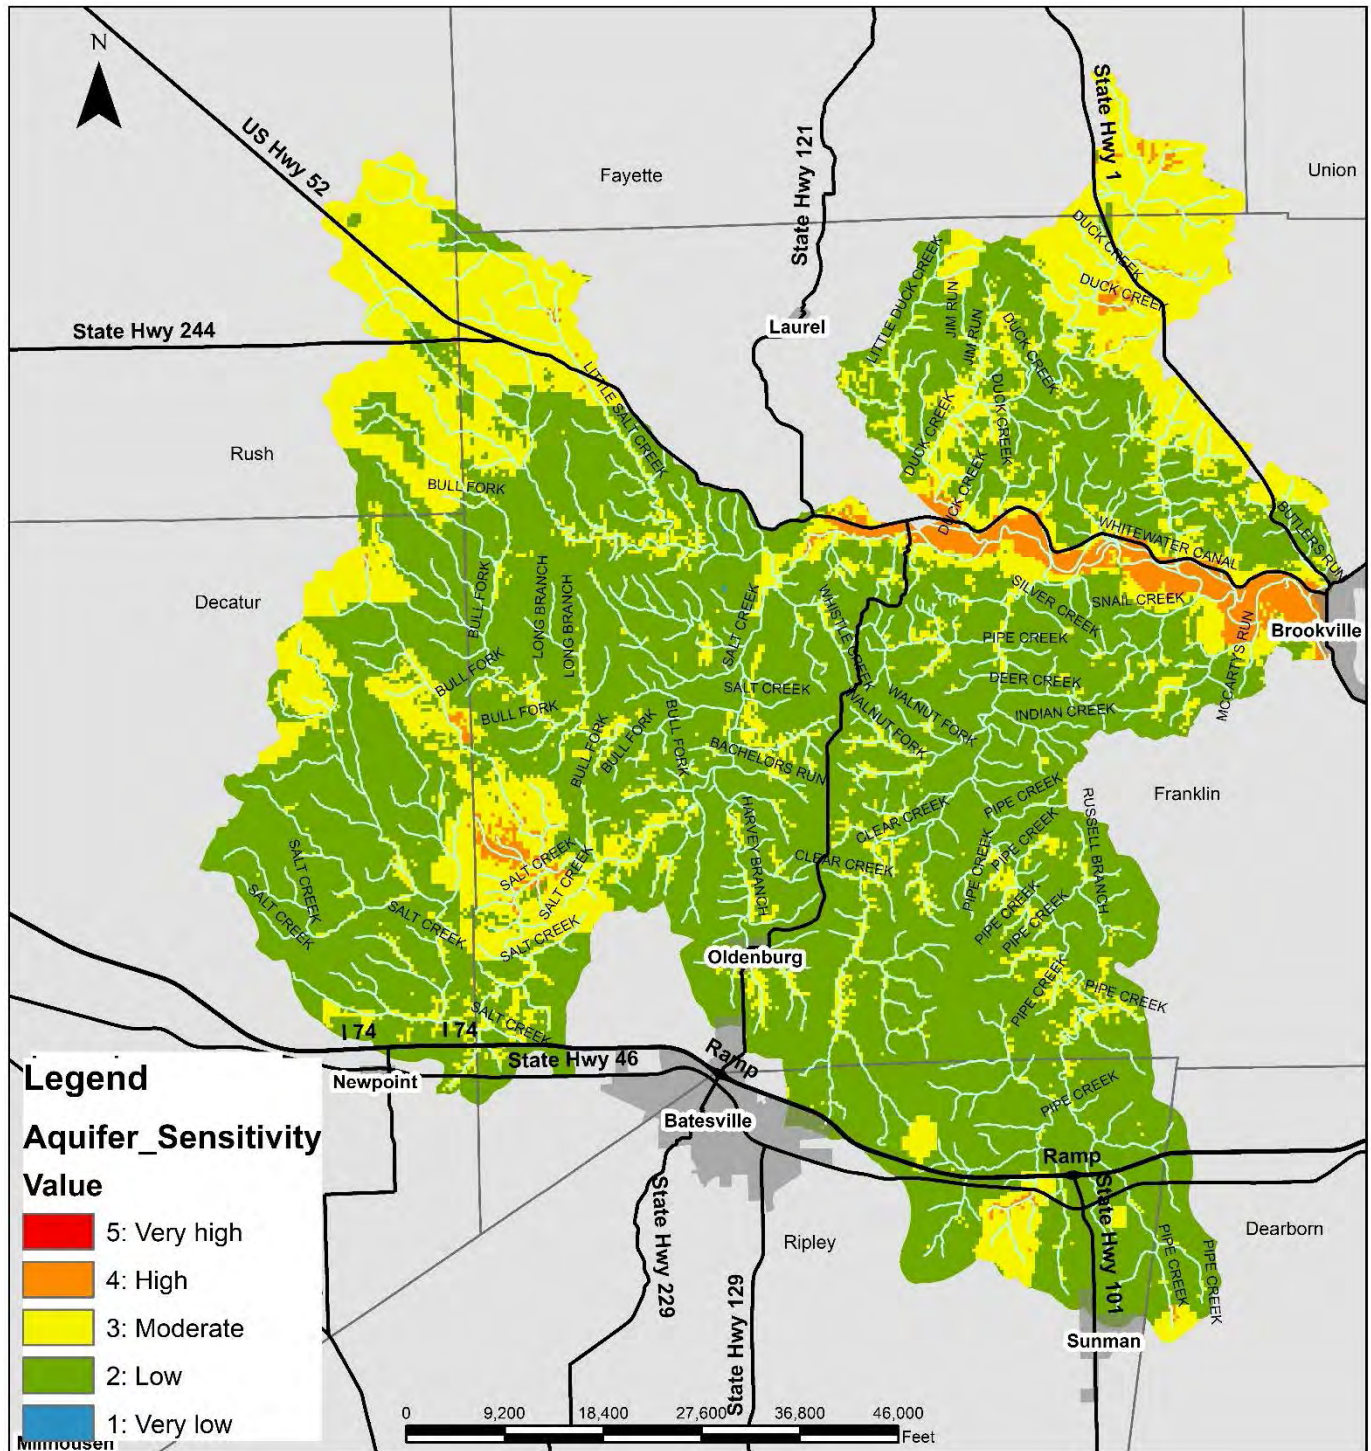 N
US Hwy 52
State Hwy 121
State Hwy 1
Union
Fayette
DUCK CREEK
DUCK CREEK
LITTLE DUCK CREEK
JIM RUN
JIM RUN
DUCK CREEK
Laurel
State Hwy 244
LITTLE SALT CREEK
DUCK CREEK
DUCK CREEK
Rush
BULL FORK
DUCK CREEK
WHITEWATER CANAL
BUTLERS RUN
Decatur
BULL FORK
LONG BRANCH
LONG BRANCH
SALT CREEK
WHISTLE CREEK
SILVER CREEK
SNAIL CREEK
MCCARTYS RUN
Brookville
PIPE CREEK
BULL FORK
SALT CREEK
DEER CREEK
WALNUT FORK
WALNUT FORK
INDIAN CREEK
BULL FORK
BULL FORK
BULL FORK
BULL FORK
BACHELORS RUN
Franklin
HARVEY BRANCH
CLEAR CREEK
PIPE CREEK
RUSSELL BRANCH
CLEAR CREEK
PIPE CREEK
PIPE CREEK
SALT CREEK
SALT CREEK
SALT CREEK
SALT CREEK
SALT CREEK
SALT CREEK
PIPE CREEK
PIPE CREEK
Oldenburg
PIPE CREEK
PIPE CREEK
SALT CREEK
I 74
I 74
State Hwy 46
Ramp
Newpoint
PIPE CREEK
Batesville
Ramp
State Hwy 101
State Hwy 229
State Hwy 129
Ripley
Dearborn
PIPE CREEK
PIPE CREEK
Sunman
Legend
Aquifer_Sensitivity
Value
5: Very high
4: High
3: Moderate
2: Low
1: Very low
Millhousen
0 9,200 18,400 27,600 36,800 46,000
Feet